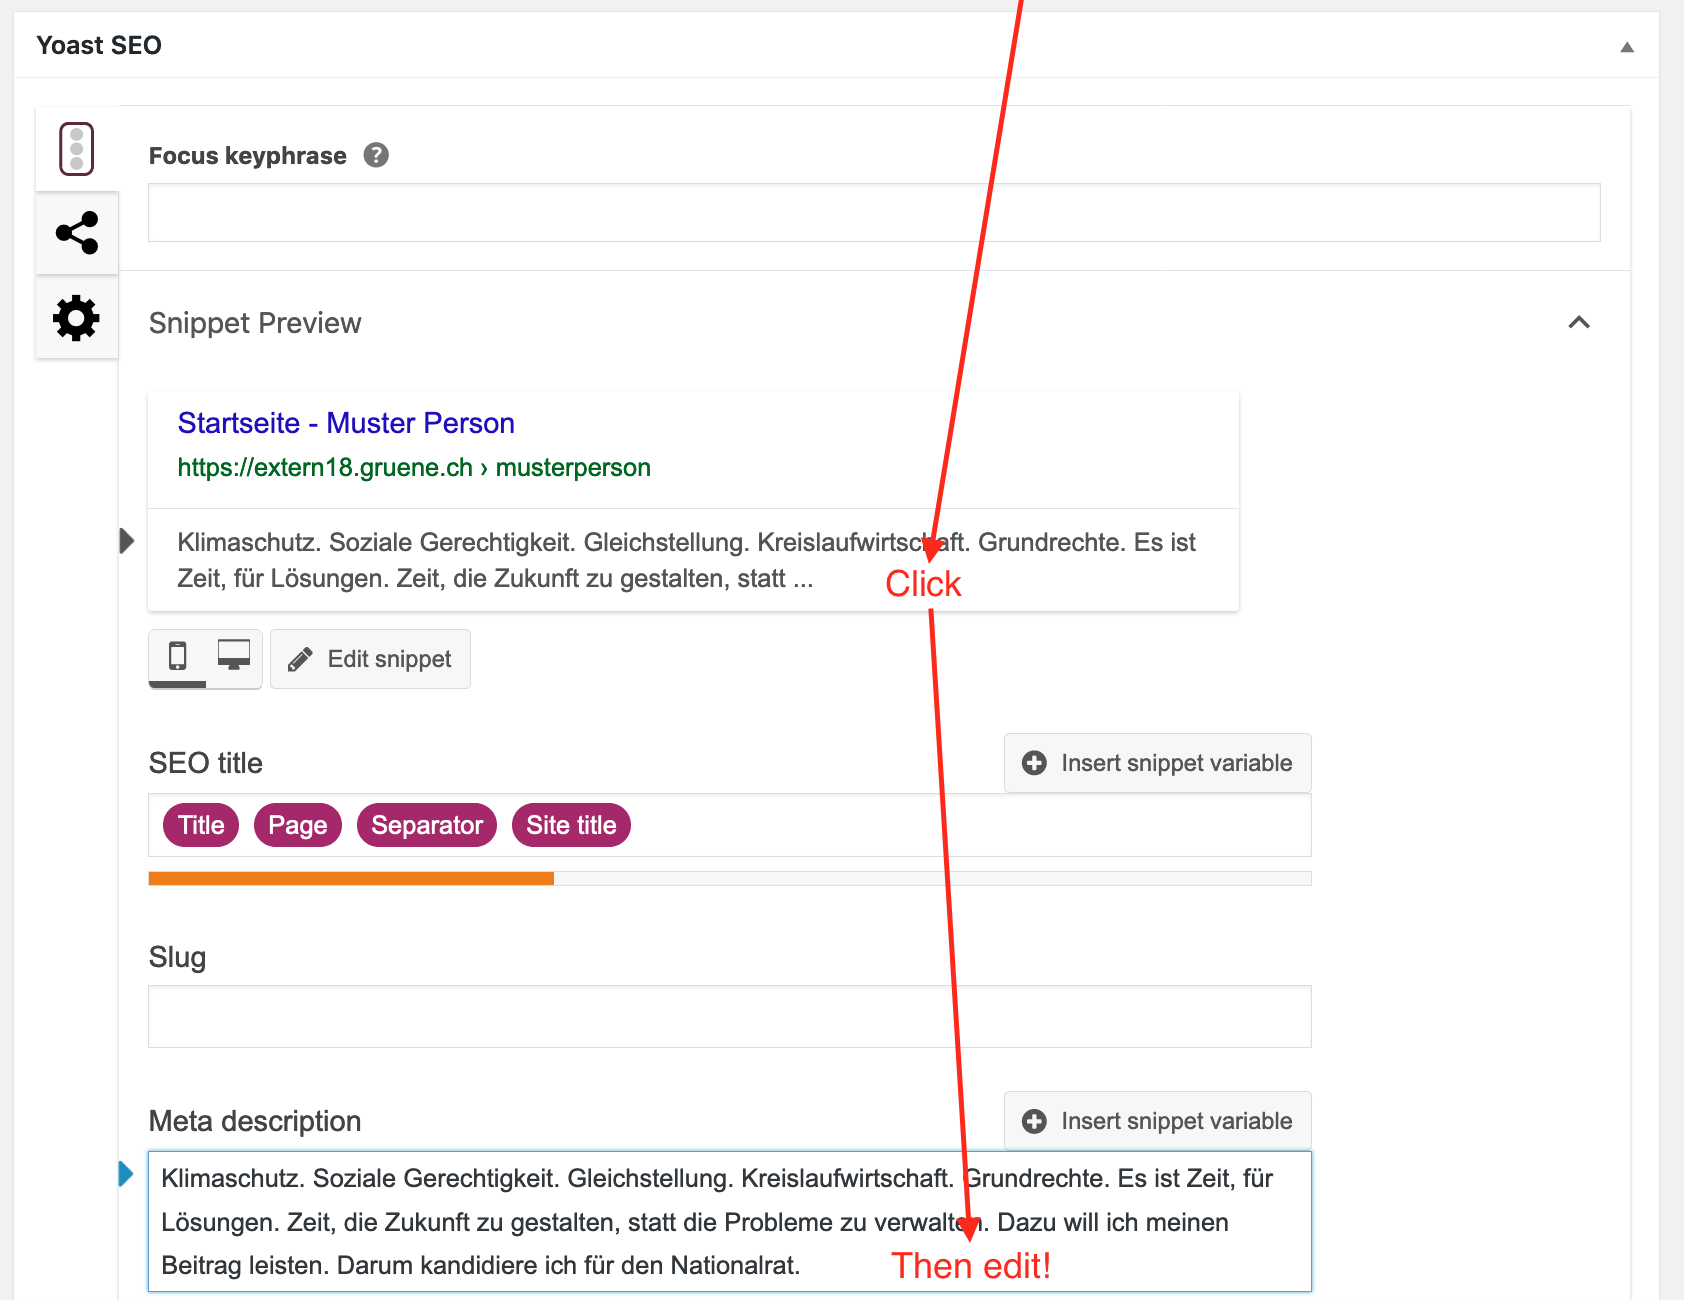 Yoast SEO
Focus keyphrase ?
Snippet Preview
Startseite - Muster Person
https://extern18.gruene.ch › musterperson
Klimaschutz. Soziale Gerechtigkeit. Gleichstellung. Kreislaufwirtschaft. Grundrechte. Es ist
Zeit, für Lösungen. Zeit, die Zukunft zu gestalten, statt ...
Click
Edit snippet
SEO title
Insert snippet variable
Title Page Separator Site title
Slug
Meta description
Insert snippet variable
Klimaschutz. Soziale Gerechtigkeit. Gleichstellung. Kreislaufwirtschaft. Grundrechte. Es ist Zeit, für
Lösungen. Zeit, die Zukunft zu gestalten, statt die Probleme zu verwalten. Dazu will ich meinen
Beitrag leisten. Darum kandidiere ich für den Nationalrat.
Then edit!